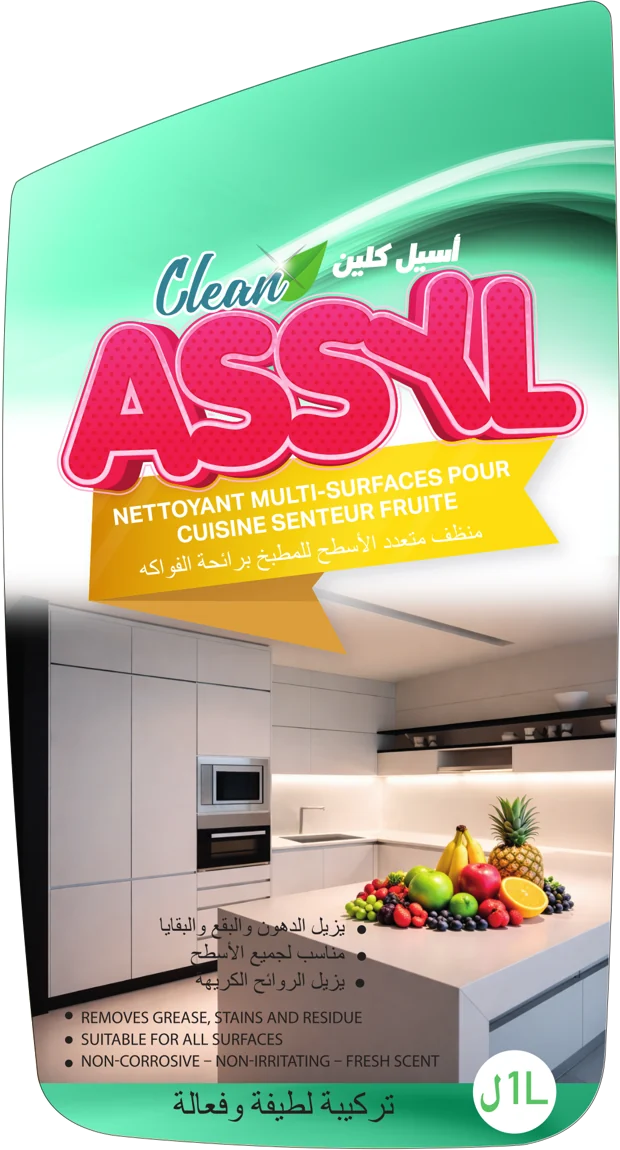 Clean
أسيل كلين
ASSYL
NETTOYANT MULTI-SURFACES POUR
CUISINE SENTEUR FRUITE
منظف متعدد الأسطح للمطبخ برائحة الفواكه
• يزيل الدهون والبقع والبقايا
• مناسب لجميع الأسطح
• يزيل الروائح الكريهة
• REMOVES GREASE, STAINS AND RESIDUE
• SUITABLE FOR ALL SURFACES
• NON-CORROSIVE – NON-IRRITATING – FRESH SCENT
تركيبة لطيفة وفعالة
1L ل